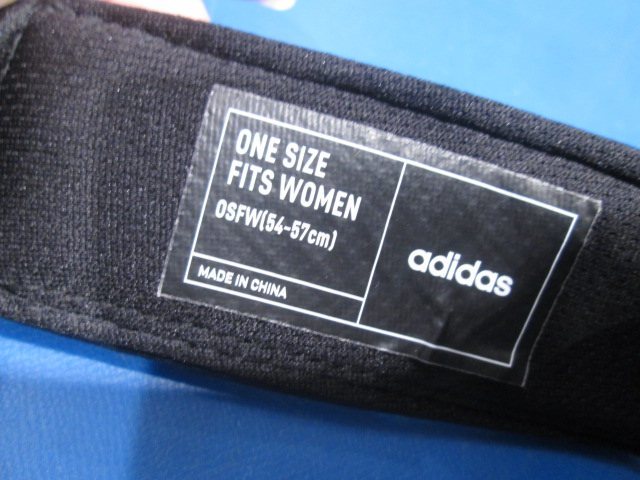 ONE SIZE
FITS WOMEN
OSFW(54~57cm)
MADE IN CHINA
adidas